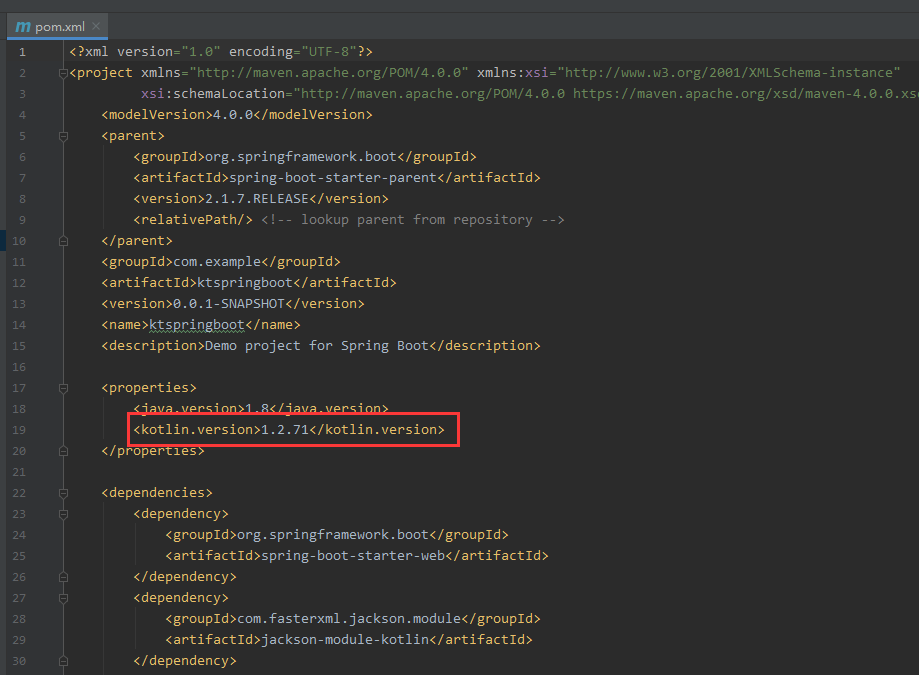 m pom.xml ×
1 <?xml version="1.0" encoding="UTF-8"?>
2 <project xmlns="http://maven.apache.org/POM/4.0.0" xmlns:xsi="http://www.w3.org/2001/XMLSchema-instance"
3 xsi:schemaLocation="http://maven.apache.org/POM/4.0.0 https://maven.apache.org/xsd/maven-4.0.0.xs
4 <modelVersion>4.0.0</modelVersion>
5 <parent>
6 <groupId>org.springframework.boot</groupId>
7 <artifactId>spring-boot-starter-parent</artifactId>
8 <version>2.1.7.RELEASE</version>
9 <relativePath/> <!-- lookup parent from repository -->
10 </parent>
11 <groupId>com.example</groupId>
12 <artifactId>ktspringboot</artifactId>
13 <version>0.0.1-SNAPSHOT</version>
14 <name>ktspringboot</name>
15 <description>Demo project for Spring Boot</description>
16
17 <properties>
18 <java.version>1.8</java.version>
19 <kotlin.version>1.2.71</kotlin.version>
20 </properties>
21
22 <dependencies>
23 <dependency>
24 <groupId>org.springframework.boot</groupId>
25 <artifactId>spring-boot-starter-web</artifactId>
26 </dependency>
27 <dependency>
28 <groupId>com.fasterxml.jackson.module</groupId>
29 <artifactId>jackson-module-kotlin</artifactId>
30 </dependency>